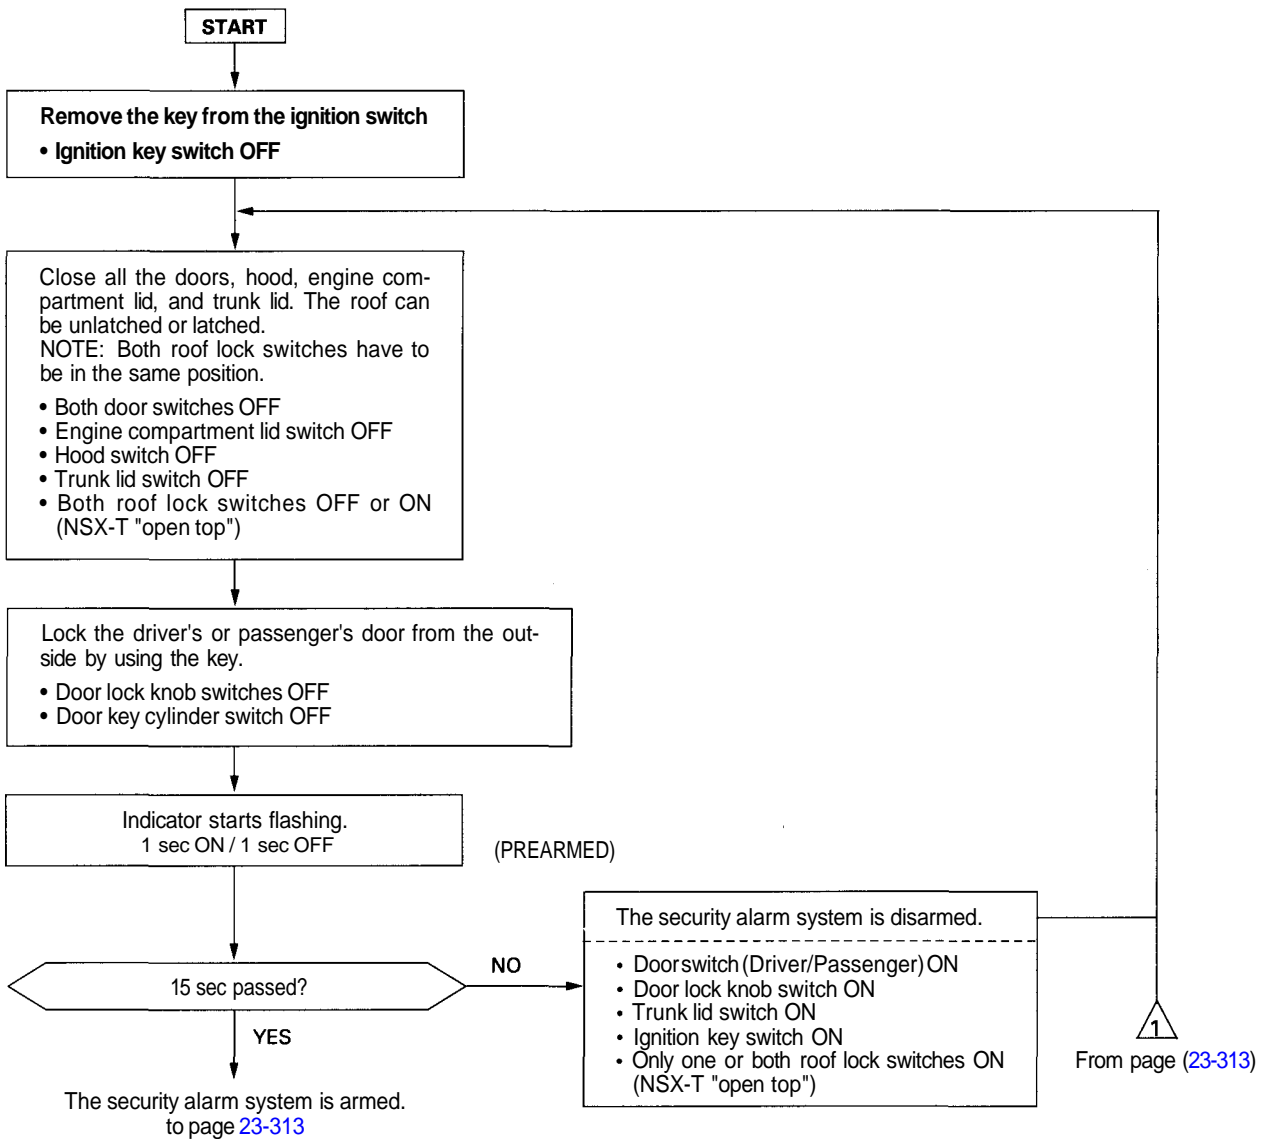 START
Remove the key from the ignition switch
• Ignition key switch OFF
Close all the doors, hood, engine com-
partment lid, and trunk lid. The roof can
be unlatched or latched.
NOTE: Both roof lock switches have to
be in the same position.
• Both door switches OFF
• Engine compartment lid switch OFF
• Hood switch OFF
• Trunk lid switch OFF
• Both roof lock switches OFF or ON
(NSX-T "open top")
Lock the driver's or passenger's door from the out-
side by using the key.
• Door lock knob switches OFF
• Door key cylinder switch OFF
Indicator starts flashing.
1 sec ON / 1 sec OFF
(PREARMED)
15 sec passed?
NO
YES
The security alarm system is armed.
to page 23-313
The security alarm system is disarmed.
• Door switch (Driver/Passenger) ON
• Door lock knob switch ON
• Trunk lid switch ON
• Ignition key switch ON
• Only one or both roof lock switches ON
(NSX-T "open top")
1
From page (23-313)